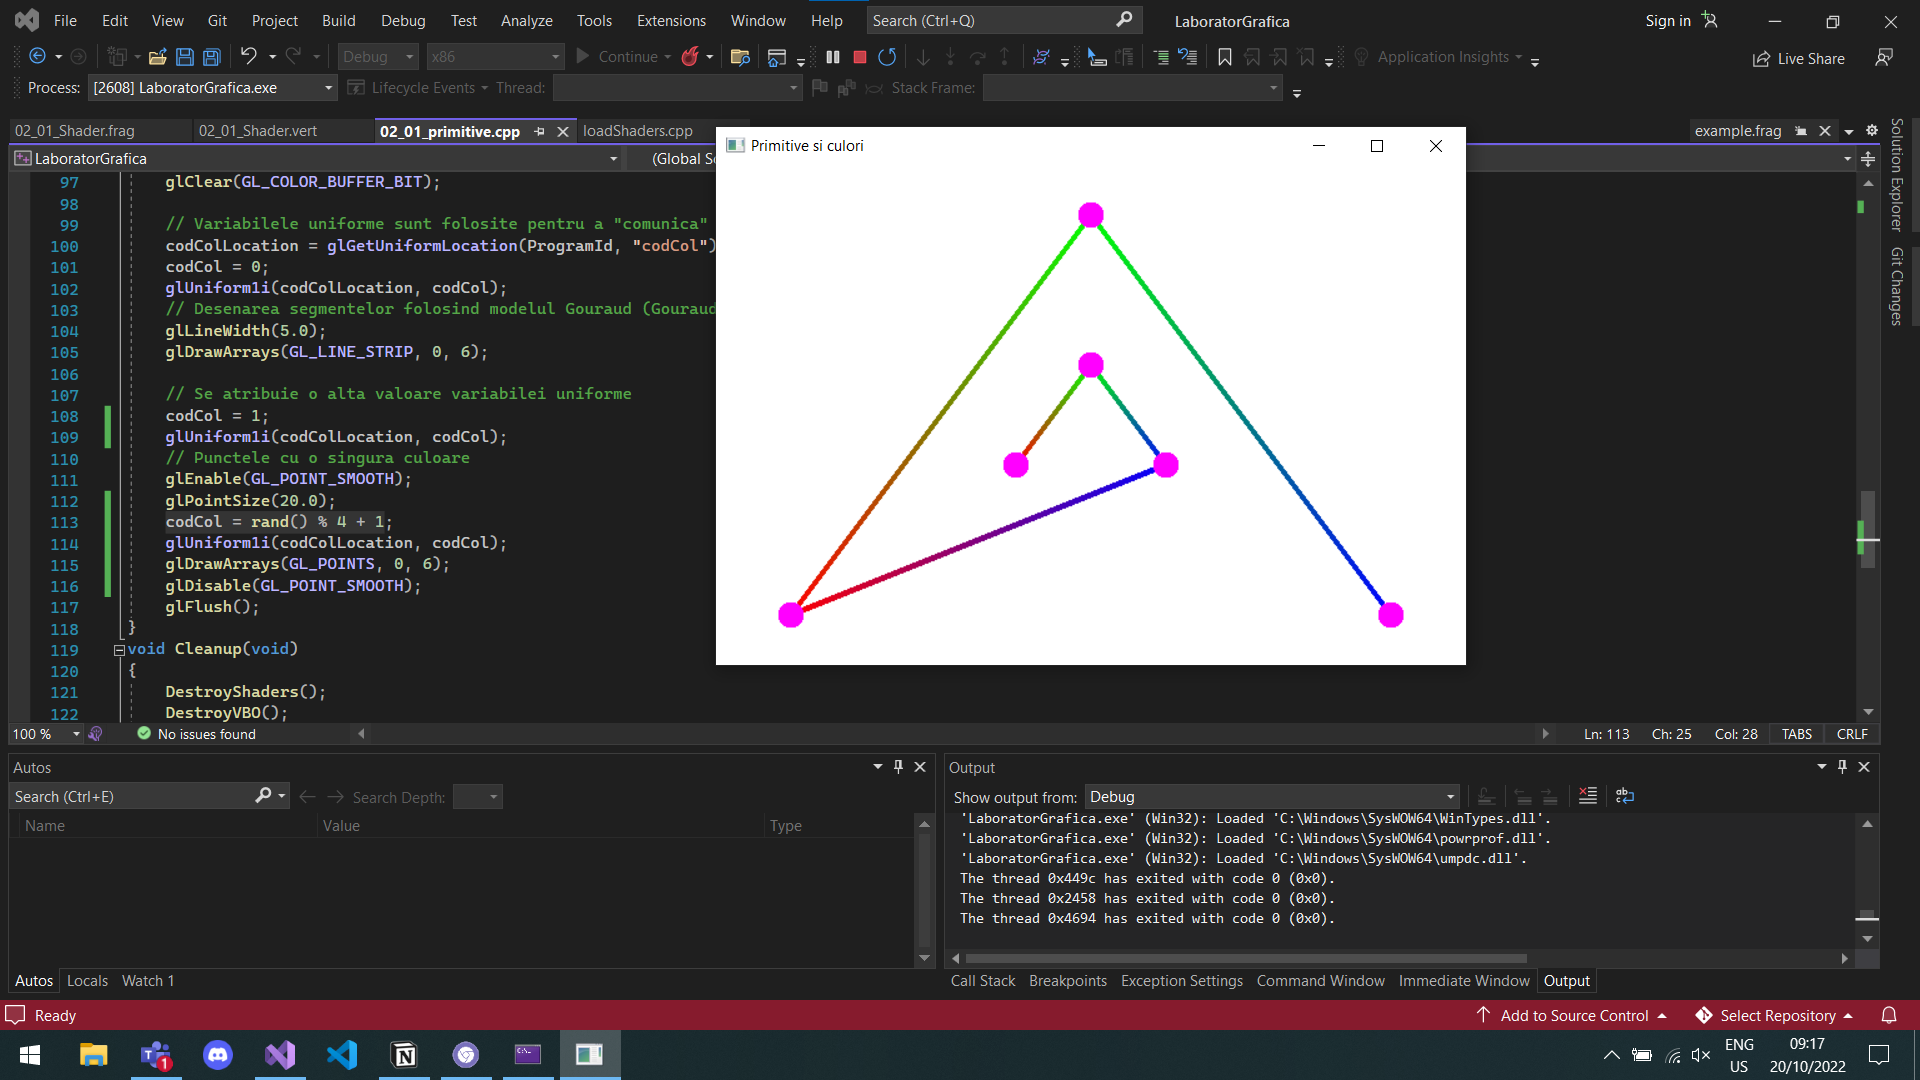 File Edit View Git Project Build Debug Test Analyze Tools Extensions Window Help Search (Ctrl+Q) LaboratorGrafica Sign in
Debug x86 Continue Application Insights Live Share
Process: [2608] LaboratorGrafica.exe Lifecycle Events Thread: Stack Frame:
02_01_Shader.frag 02_01_Shader.vert 02_01_primitive.cpp loadShaders.cpp example.frag
LaboratorGrafica (Global S
Primitive si culori
97 glClear(GL_COLOR_BUFFER_BIT);
98
99 // Variabilele uniforme sunt folosite pentru a "comunica"
100 codColLocation = glGetUniformLocation(ProgramId, "codCol")
101 codCol = 0;
102 glUniform1i(codColLocation, codCol);
103 // Desenarea segmentelor folosind modelul Gouraud (Gouraud
104 glLineWidth(5.0);
105 glDrawArrays(GL_LINE_STRIP, 0, 6);
106
107 // Se atribuie o alta valoare variabilei uniforme
108 codCol = 1;
109 glUniform1i(codColLocation, codCol);
110 // Punctele cu o singura culoare
111 glEnable(GL_POINT_SMOOTH);
112 glPointSize(20.0);
113 codCol = rand() % 4 + 1;
114 glUniform1i(codColLocation, codCol);
115 glDrawArrays(GL_POINTS, 0, 6);
116 glDisable(GL_POINT_SMOOTH);
117 glFlush();
118 }
119 void Cleanup(void)
120 {
121 DestroyShaders();
122 DestroyVBO();
Solution Explorer
Git Changes
100 % No issues found Ln: 113 Ch: 25 Col: 28 TABS CRLF
Autos
Search (Ctrl+E) Search Depth:
Name Value Type
Autos Locals Watch 1
Output
Show output from: Debug
'LaboratorGrafica.exe' (Win32): Loaded 'C:\Windows\SysWOW64\WinTypes.dll'.
'LaboratorGrafica.exe' (Win32): Loaded 'C:\Windows\SysWOW64\powrprof.dll'.
'LaboratorGrafica.exe' (Win32): Loaded 'C:\Windows\SysWOW64\umpdc.dll'.
The thread 0x449c has exited with code 0 (0x0).
The thread 0x2458 has exited with code 0 (0x0).
The thread 0x4694 has exited with code 0 (0x0).
Call Stack Breakpoints Exception Settings Command Window Immediate Window Output
Ready Add to Source Control Select Repository
1
ENG
US
09:17
20/10/2022